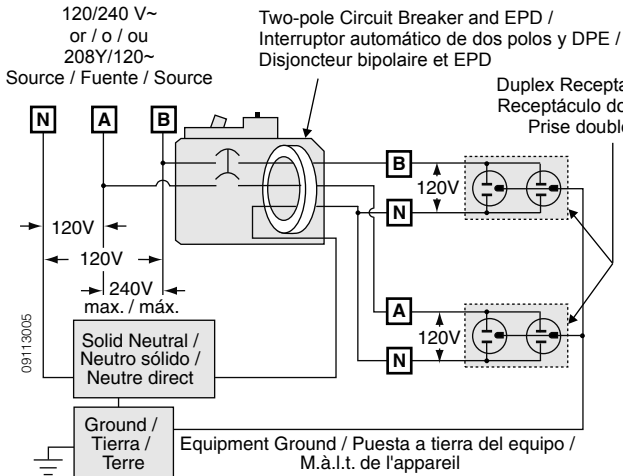 120/240 V~
or / o / ou
208Y/120~
Source / Fuente / Source
Two-pole Circuit Breaker and EPD /
Interruptor automático de dos polos y DPE /
Disjoncteur bipolaire et EPD
Duplex Recepta
Receptáculo do
Prise double
N
A
B
B
120V
N
120V
120V
240V
max. / máx.
A
120V
N
09113005
Solid Neutral /
Neutro sólido /
Neutre direct
Ground /
Tierra /
Terre
Equipment Ground / Puesta a tierra del equipo /
M.à.l.t. de l'appareil